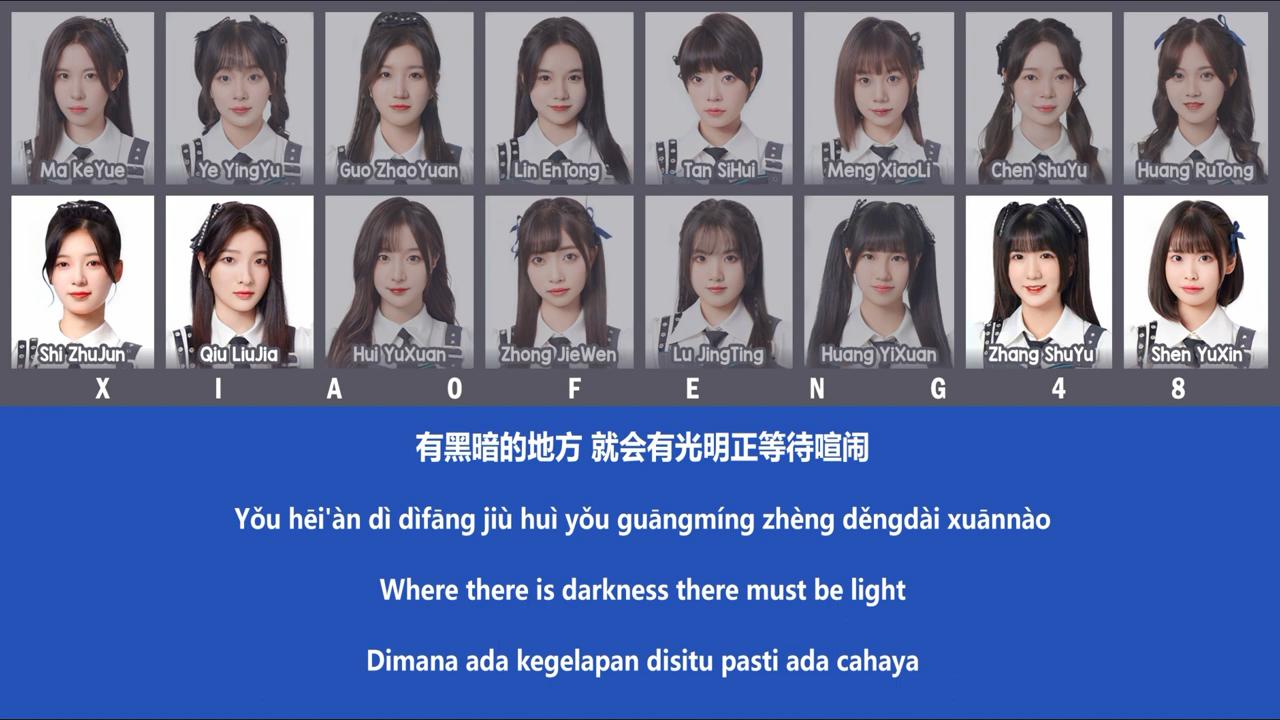 Ma KeYue Ye YingYu Guo ZhaoYuan Lin EnTong Tan SiHui Meng XiaoLi Chen ShuYu Huang RuTong
Shi ZhuJun Qiu LiuJia Hui YuXuan Zhong JieWen Lu JingTing Huang YiXuan Zhang ShuYu Shen YuXin
X I A O F E N G 4 8
有黑暗的地方 就会有光明正等待喧闹
Yǒu hēi'àn dì dìfāng jiù huì yǒu guāngmíng zhèng děngdài xuānnào
Where there is darkness there must be light
Dimana ada kegelapan disitu pasti ada cahaya